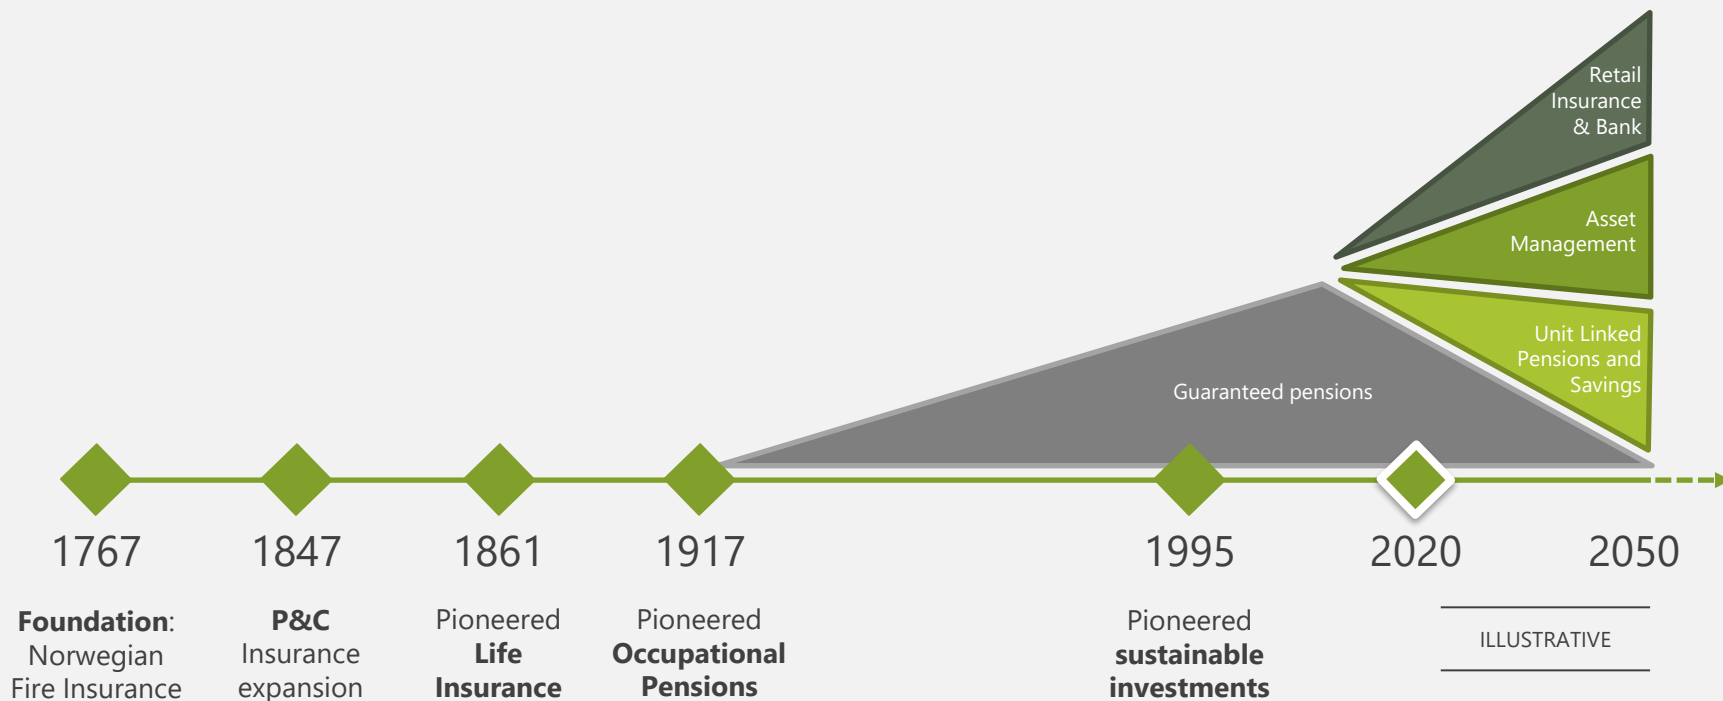 Retail
Insurance
& Bank
Asset
Management
Unit Linked
Pensions and
Savings
Guaranteed pensions
1767
1847
1861
1917
1995
2020
2050
Foundation:
Norwegian
Fire Insurance
P&C
Insurance
expansion
Pioneered
Life
Insurance
Pioneered
Occupational
Pensions
Pioneered
sustainable
investments
ILLUSTRATIVE